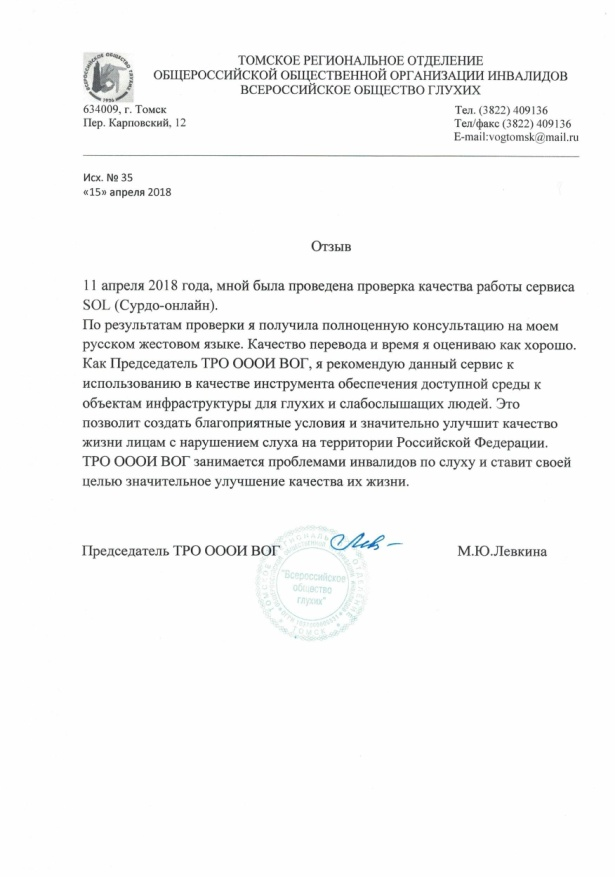 ТОМСКОЕ РЕГИОНАЛЬНОЕ ОТДЕЛЕНИЕ
ОБЩЕРОССИЙСКОЙ ОБЩЕСТВЕННОЙ ОРГАНИЗАЦИИ ИНВАЛИДОВ
ВСЕРОССИЙСКОЕ ОБЩЕСТВО ГЛУХИХ
ВСЕРОССИЙСКОЕ ОБЩЕСТВО ГЛУХИХ
1926
634009, г. Томск
Пер. Карповский, 12
Тел. (3822) 409136
Тел/факс (3822) 409136
E-mail:vogtomsk@mail.ru
Исх. № 35
«15» апреля 2018
Отзыв
11 апреля 2018 года, мной была проведена проверка качества работы сервиса
SOL (Сурдо-онлайн).
По результатам проверки я получила полноценную консультацию на моем
русском жестовом языке. Качество перевода и время я оцениваю как хорошо.
Как Председатель ТРО ОООИ ВОГ, я рекомендую данный сервис к
использованию в качестве инструмента обеспечения доступной среды к
объектам инфраструктуры для глухих и слабослышащих людей. Это
позволит создать благоприятные условия и значительно улучшит качество
жизни лицам с нарушением слуха на территории Российской Федерации.
ТРО ОООИ ВОГ занимается проблемами инвалидов по слуху и ставит своей
целью значительное улучшение качества их жизни.
Председатель ТРО ОООИ ВОГ
М.Ю.Левкина
"Всероссийское
общество
глухих"
ТОМСК